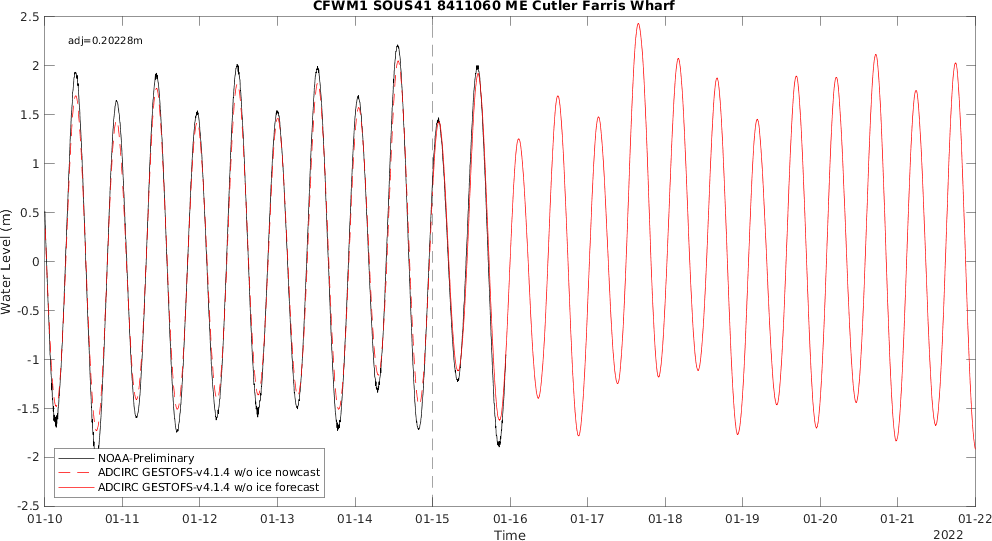 CFWM1 SOUS41 8411060 ME Cutler Farris Wharf
adj=0.20228m
2.5
2
1.5
1
0.5
0
-0.5
-1
-1.5
-2
-2.5
Water Level (m)
NOAA-Preliminary
ADCIRC GESTOFS-v4.1.4 w/o ice nowcast
ADCIRC GESTOFS-v4.1.4 w/o ice forecast
01-10 01-11 01-12 01-13 01-14 01-15 01-16 01-17 01-18 01-19 01-20 01-21 01-22
Time
2022